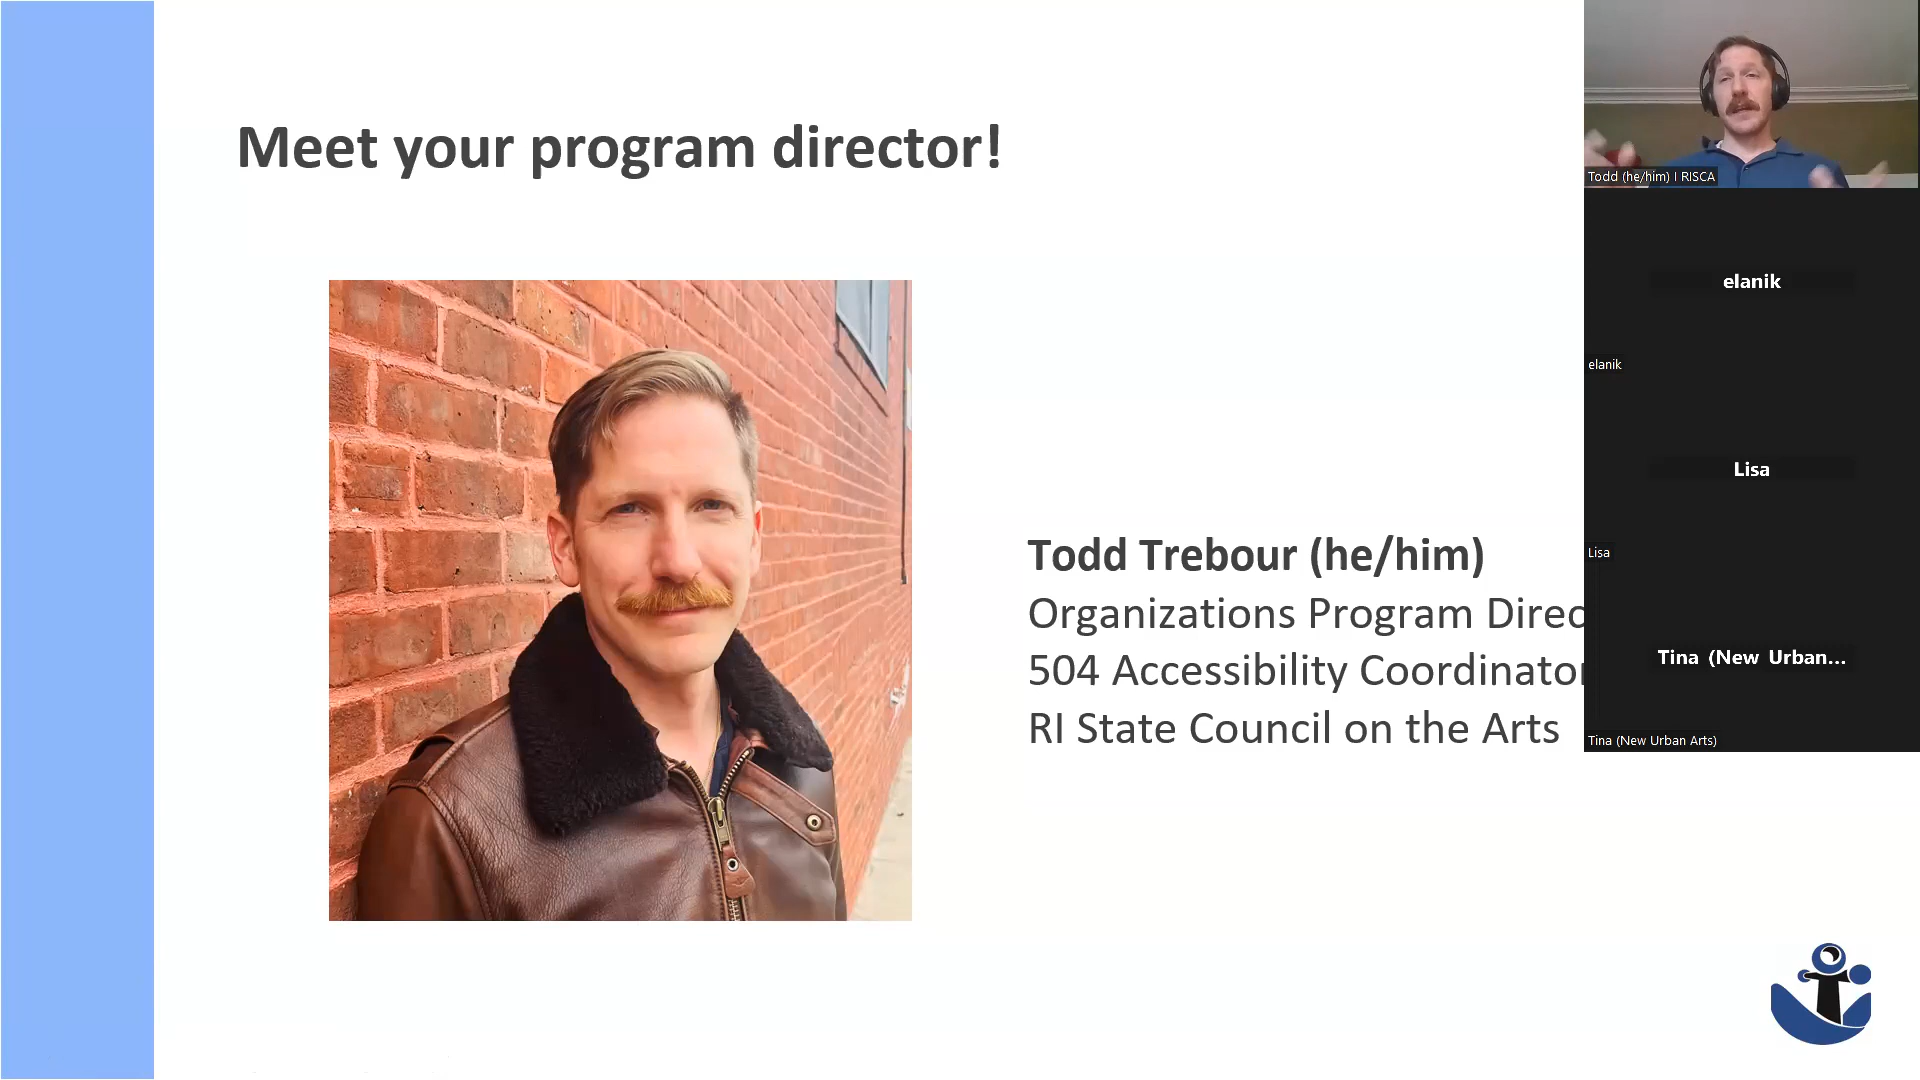 Meet your program director!
Todd Trebour (he/him)
Organizations Program Direc
504 Accessibility Coordinator
RI State Council on the Arts
Todd (he/him) I RISCA
elanik
elanik
Lisa
Lisa
Tina (New Urban...
Tina (New Urban Arts)